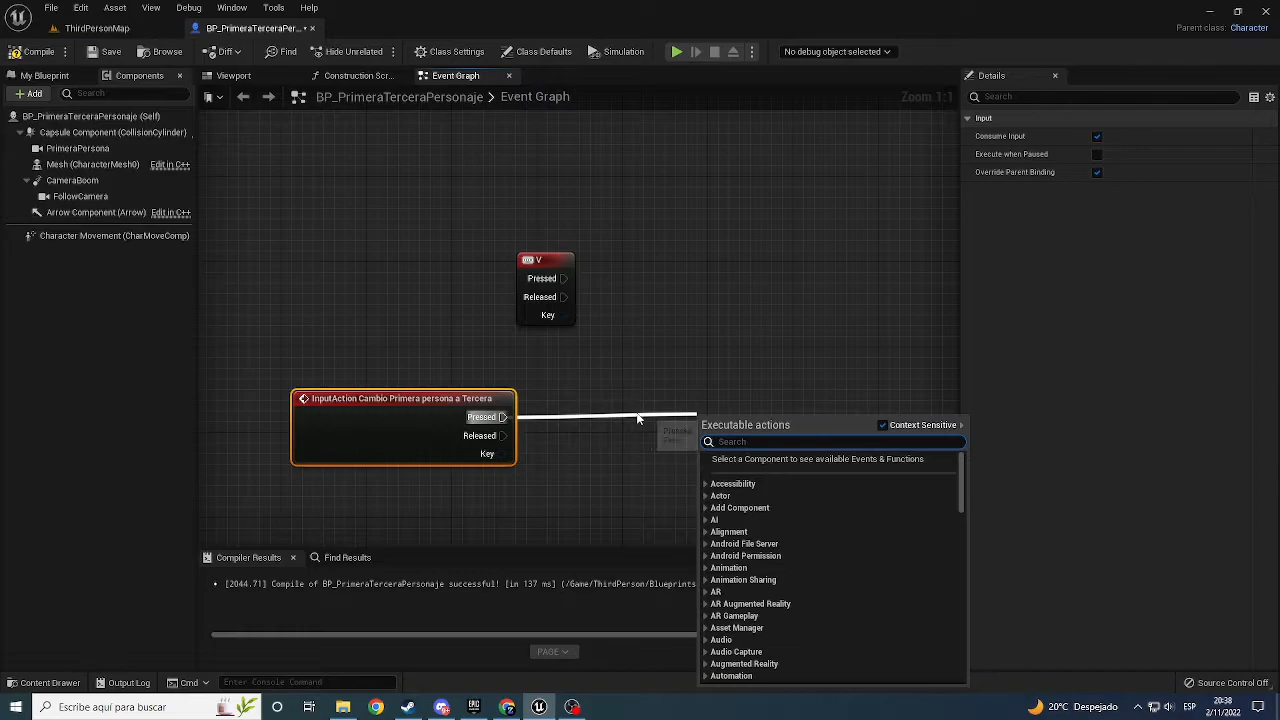 File Edit Asset View Debug Window Tools Help
ThirdPersonMap
BP_PrimeraTerceraPer...
Parent class: Character
Compile
Save
Browse
Diff
Find
Hide Unrelated
Class Settings
Class Defaults
Simulation
No debug object selected
My Blueprint
Components
Viewport
Construction Scr...
Event Graph
Details
+ Add
Search
BP_PrimeraTerceraPersonaje > Event Graph
Zoom 1:1
Search
BP_PrimeraTerceraPersonaje (Self)
Capsule Component (CollisionCylinder)
PrimeraPersona
Mesh (CharacterMesh0) Edit in C++
CameraBoom
FollowCamera
Arrow Component (Arrow) Edit in C++
Character Movement (CharMoveComp)
Input
Consume Input
Execute when Paused
Override Parent Binding
V
Pressed
Released
Key
InputAction Cambio Primera persona a Tercera
Pressed
Released
Key
Executable actions
Context Sensitive
Search
Select a Component to see available Events & Functions
Accessibility
Actor
Add Component
AI
Alignment
Android File Server
Android Permission
Animation
Animation Sharing
AR
AR Augmented Reality
AR Gameplay
Asset Manager
Audio
Audio Capture
Augmented Reality
Automation
Compiler Results
Find Results
[2044.71] Compile of BP_PrimeraTerceraPersonaje successful! [in 137 ms] (/Game/ThirdPerson/Blueprints
PAGE
Content Drawer
Output Log
Cmd
Enter Console Command
Source Control Off
Escribe aquí para buscar
20°C Despejado
ESP
20:38
2/11/2022